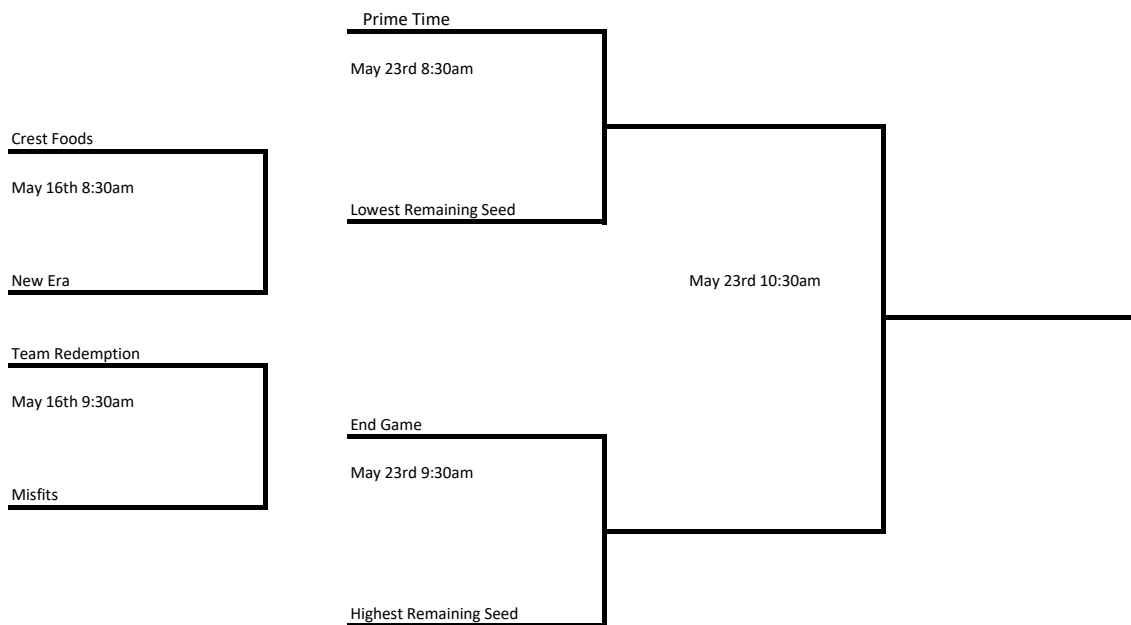 Prime Time
May 23rd 8:30am
Crest Foods
May 16th 8:30am
Lowest Remaining Seed
New Era
May 23rd 10:30am
Team Redemption
May 16th 9:30am
End Game
May 23rd 9:30am
Misfits
Highest Remaining Seed